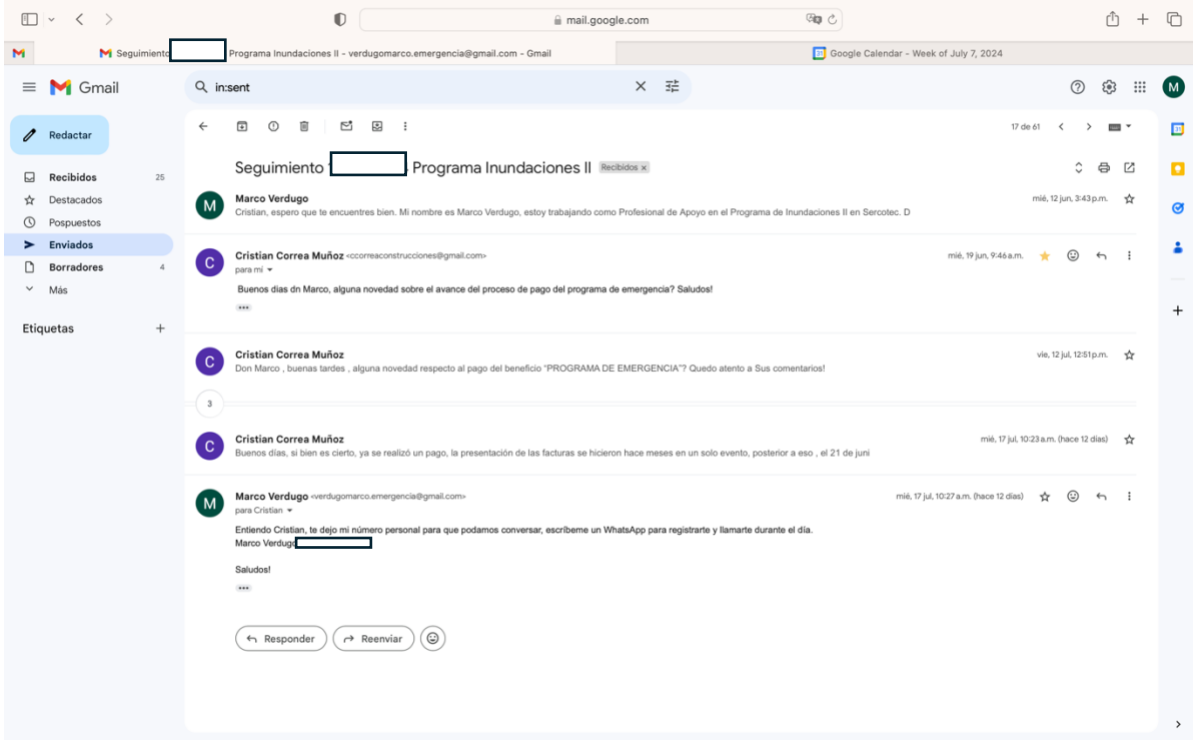 mail.google.com
Seguimiento Programa Inundaciones II – verdugomarco.emergencia@gmail.com - Gmail
Google Calendar - Week of July 7, 2024
Gmail
in:sent
M
Redactar
17 de 61
Recibidos 25
Destacados
Pospuestos
Enviados
Borradores 4
Más
Etiquetas
Seguimiento Programa Inundaciones II Recibidos x
M
Marco Verdugo mié, 12 jun, 3:43 p.m.
Cristian, espero que te encuentres bien. Mi nombre es Marco Verdugo, estoy trabajando como Profesional de Apoyo en el Programa de Inundaciones II en Sercotec. D
C
Cristian Correa Muñoz <ccorreaconstrucciones@gmail.com> mié, 19 jun, 9:46 a.m.
para mí
Buenos dias dn Marco, alguna novedad sobre el avance del proceso de pago del programa de emergencia? Saludos!
C
Cristian Correa Muñoz vie, 12 jul, 12:51 p.m.
Don Marco , buenas tardes , alguna novedad respecto al pago del beneficio "PROGRAMA DE EMERGENCIA"? Quedo atento a Sus comentarios!
3
C
Cristian Correa Muñoz mié, 17 jul, 10:23 a.m. (hace 12 días)
Buenos días, si bien es cierto, ya se realizó un pago, la presentación de las facturas se hicieron hace meses en un solo evento, posterior a eso , el 21 de juni
M
Marco Verdugo <verdugomarco.emergencia@gmail.com> mié, 17 jul, 10:27 a.m. (hace 12 días)
para Cristian
Entiendo Cristian, te dejo mi número personal para que podamos conversar, escríbeme un WhatsApp para registrarte y llamarte durante el día.
Marco Verdugo
Saludos!
Responder
Reenviar